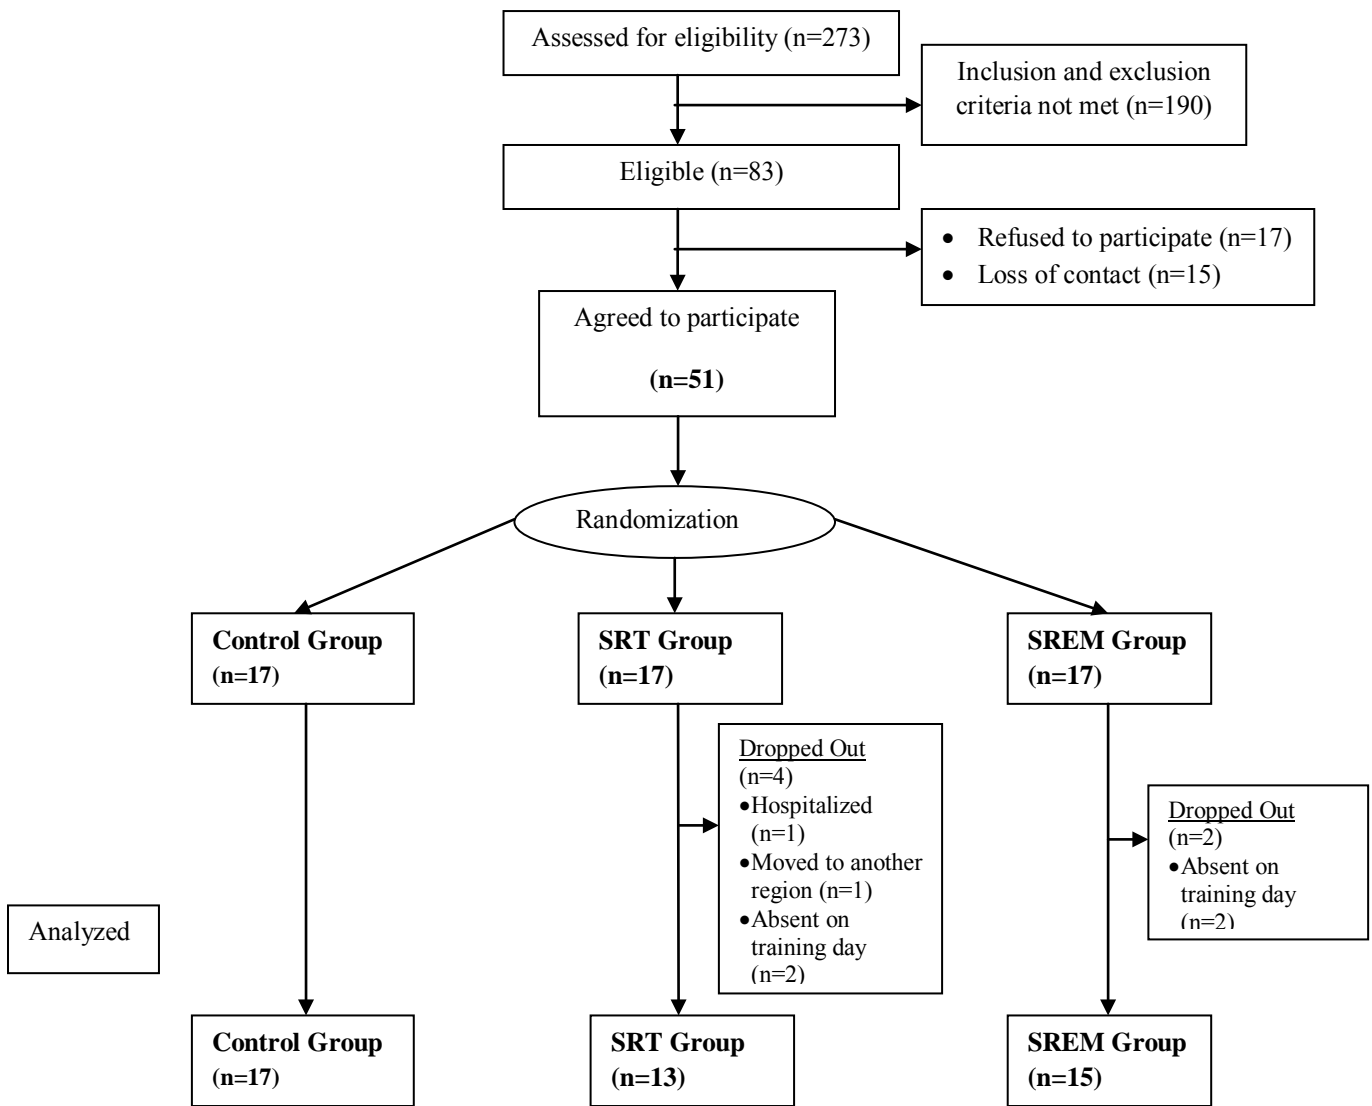 Assessed for eligibility (n=273)
Inclusion and exclusion
criteria not met (n=190)
Eligible (n=83)
• Refused to participate (n=17)
• Loss of contact (n=15)
Agreed to participate
(n=51)
Randomization
Control Group
(n=17)
SRT Group
(n=17)
SREM Group
(n=17)
Dropped Out
(n=4)
•Hospitalized
(n=1)
•Moved to another
region (n=1)
•Absent on
training day
(n=2)
Dropped Out
(n=2)
•Absent on
training day
(n=2)
Analyzed
Control Group
(n=17)
SRT Group
(n=13)
SREM Group
(n=15)